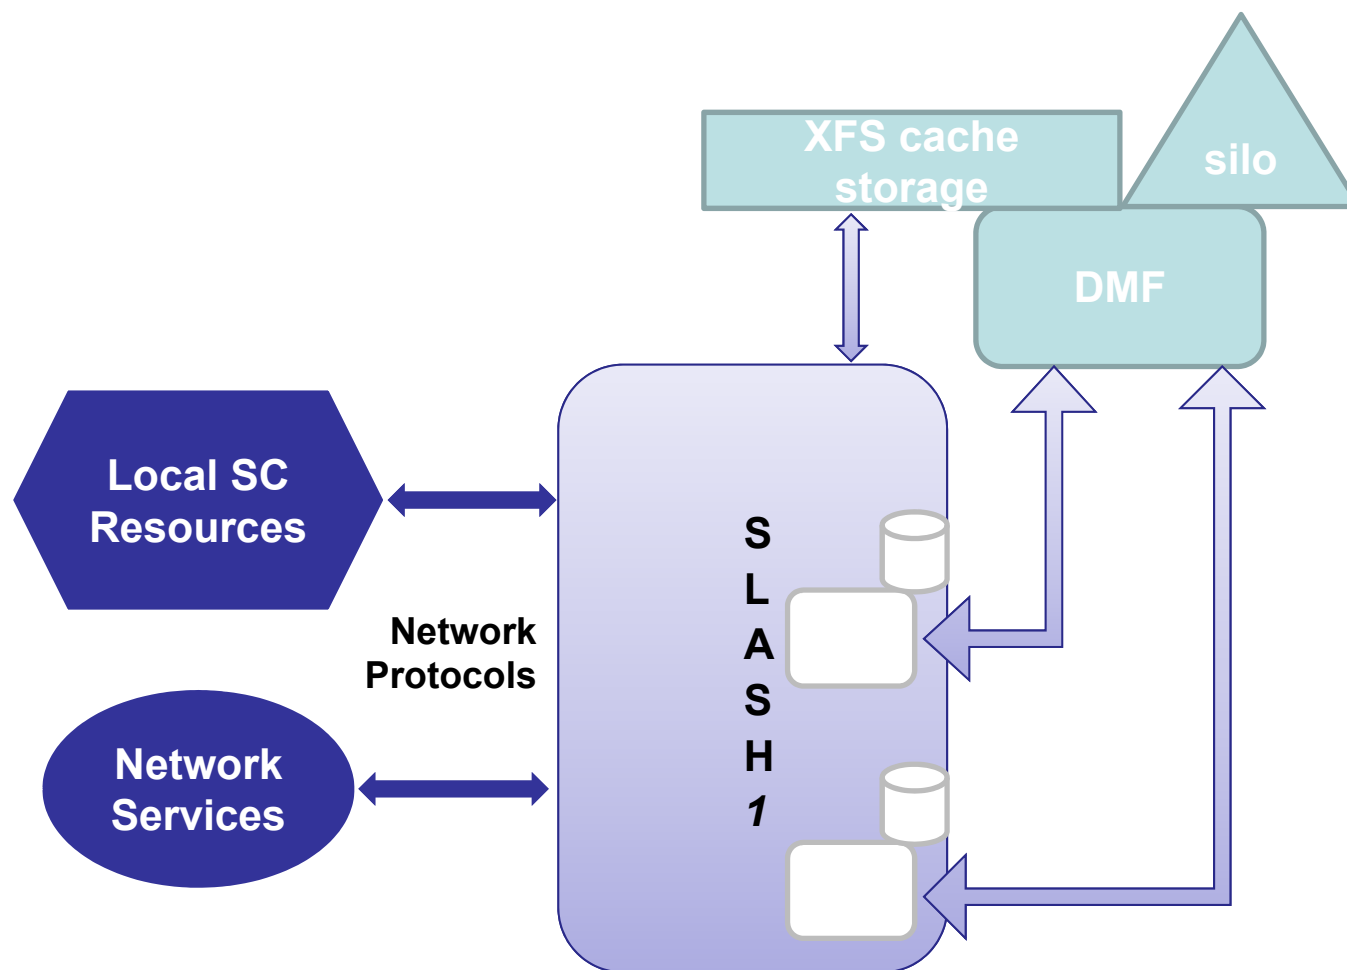 XFS cache
storage
silo
DMF
Local SC
Resources
Network
Protocols
Network
Services
S
L
A
S
H
1